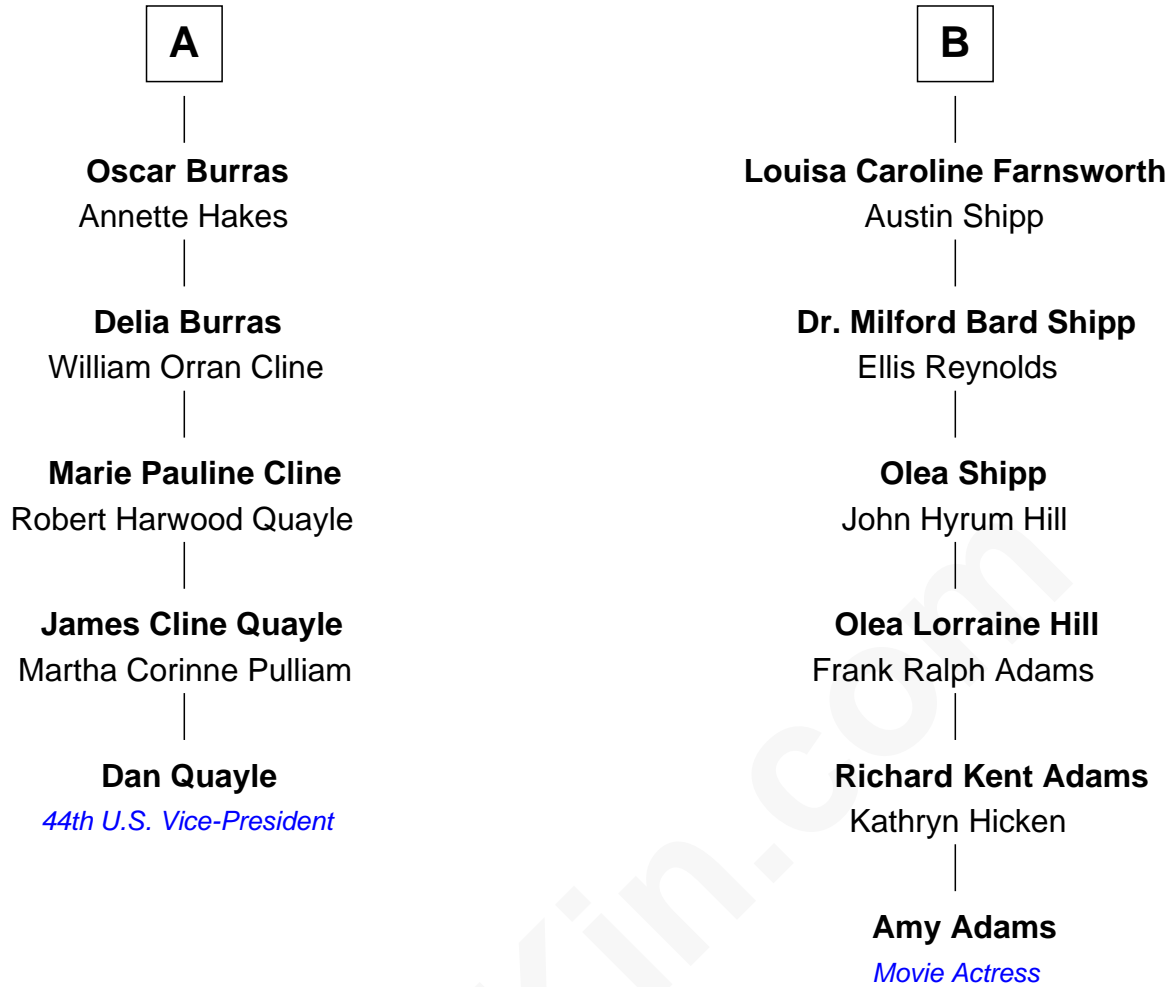 A
Oscar Burras
Annette Hakes
Delia Burras
William Orran Cline
Marie Pauline Cline
Robert Harwood Quayle
James Cline Quayle
Martha Corinne Pulliam
Dan Quayle
44th U.S. Vice-President
B
Louisa Caroline Farnsworth
Austin Shipp
Dr. Milford Bard Shipp
Ellis Reynolds
Olea Shipp
John Hyrum Hill
Olea Lorraine Hill
Frank Ralph Adams
Richard Kent Adams
Kathryn Hicken
Amy Adams
Movie Actress
Kin.com